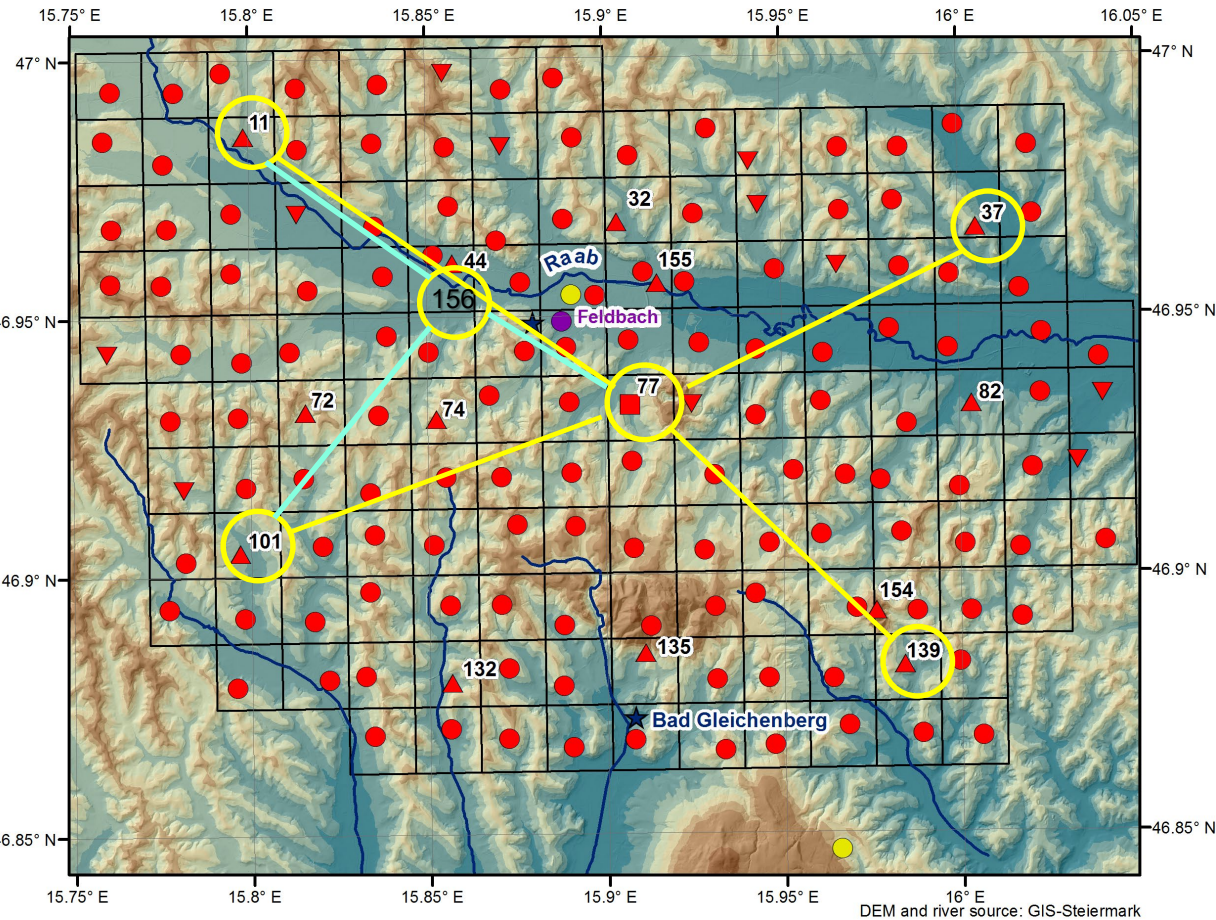 15.75° E 15.8° E 15.85° E 15.9° E 15.95° E 16° E 16.05° E
47° N 47° N
11
32
37
44
155
Raab
156
46.95° N 46.95° N
Feldbach
77
72
74
82
101
46.9° N 46.9° N
154
135
139
132
Bad Gleichenberg
46.85° N 46.85° N
15.75° E 15.8° E 15.85° E 15.9° E 15.95° E 16° E
DEM and river source: GIS-Steiermark